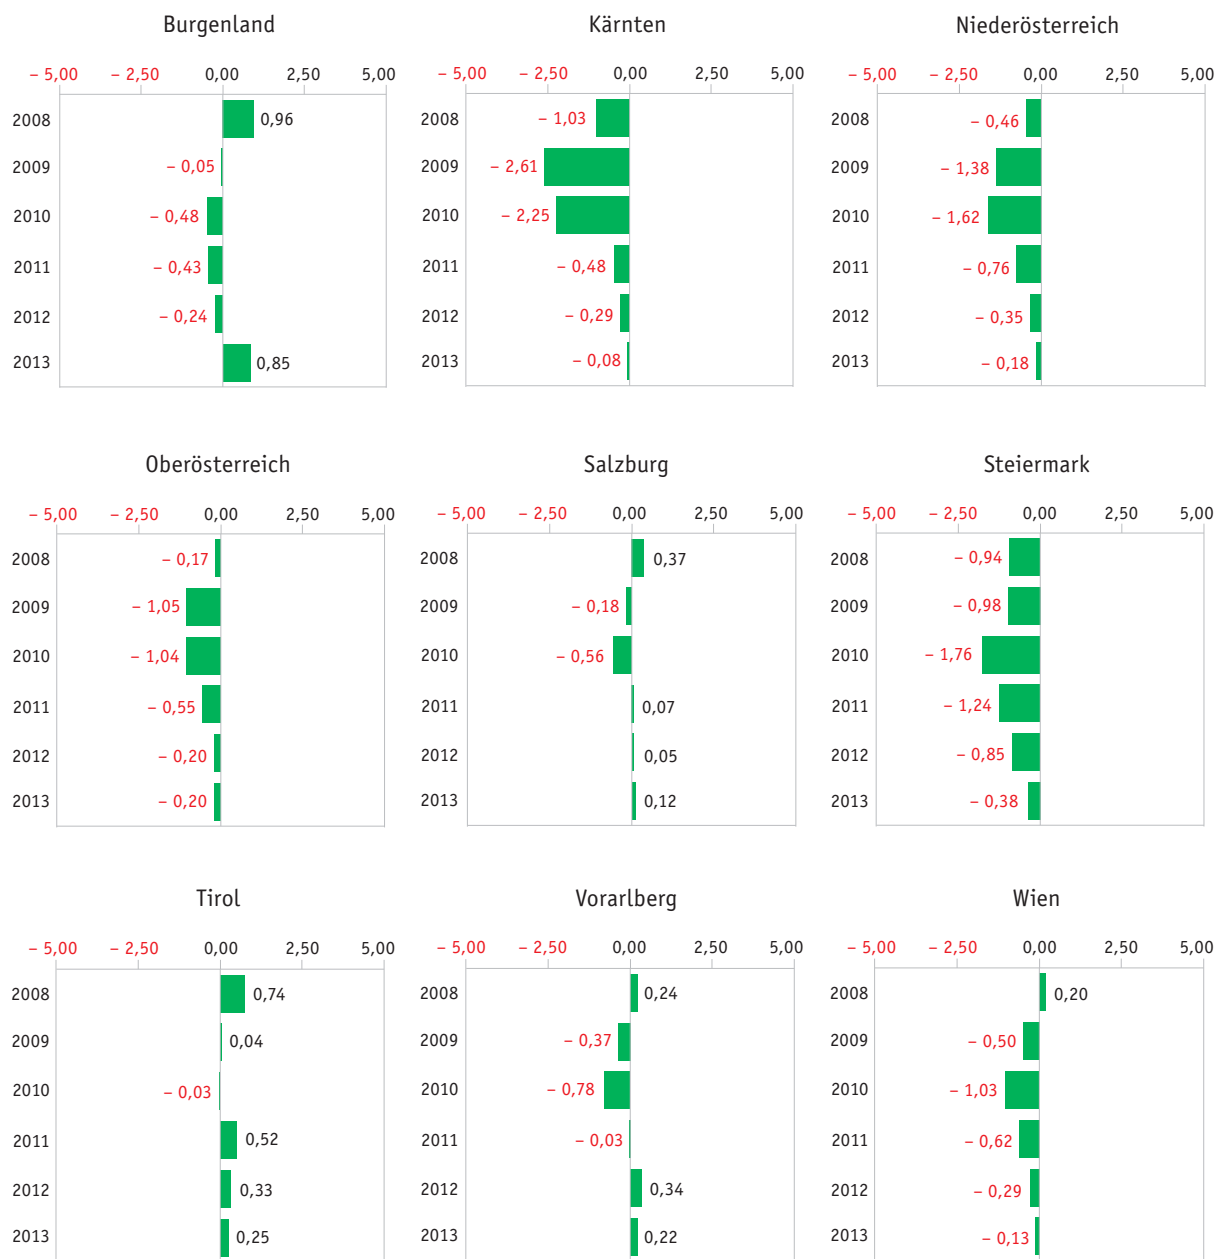 Burgenland
Kärnten
Niederösterreich
– 5,00 – 2,50 0,00 2,50 5,00
– 5,00 – 2,50 0,00 2,50 5,00
– 5,00 – 2,50 0,00 2,50 5,00
2008 0,96
2009 – 0,05
2010 – 0,48
2011 – 0,43
2012 – 0,24
2013 0,85
2008 – 1,03
2009 – 2,61
2010 – 2,25
2011 – 0,48
2012 – 0,29
2013 – 0,08
2008 – 0,46
2009 – 1,38
2010 – 1,62
2011 – 0,76
2012 – 0,35
2013 – 0,18
Oberösterreich
Salzburg
Steiermark
– 5,00 – 2,50 0,00 2,50 5,00
– 5,00 – 2,50 0,00 2,50 5,00
– 5,00 – 2,50 0,00 2,50 5,00
2008 – 0,17
2009 – 1,05
2010 – 1,04
2011 – 0,55
2012 – 0,20
2013 – 0,20
2008 0,37
2009 – 0,18
2010 – 0,56
2011 0,07
2012 0,05
2013 0,12
2008 – 0,94
2009 – 0,98
2010 – 1,76
2011 – 1,24
2012 – 0,85
2013 – 0,38
Tirol
Vorarlberg
Wien
– 5,00 – 2,50 0,00 2,50 5,00
– 5,00 – 2,50 0,00 2,50 5,00
– 5,00 – 2,50 0,00 2,50 5,00
2008 0,74
2009 0,04
2010 – 0,03
2011 0,52
2012 0,33
2013 0,25
2008 0,24
2009 – 0,37
2010 – 0,78
2011 – 0,03
2012 0,34
2013 0,22
2008 0,20
2009 – 0,50
2010 – 1,03
2011 – 0,62
2012 – 0,29
2013 – 0,13